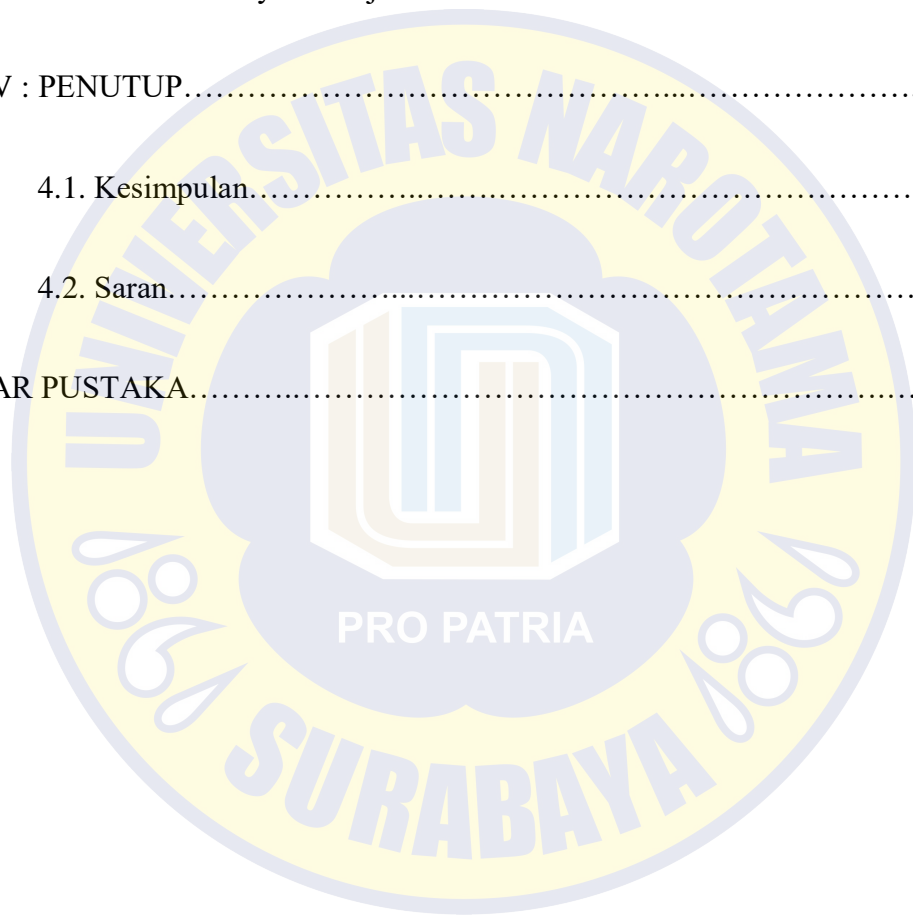 V : PENUTUP……………………………………………...…………………
4.1. Kesimpulan……………..…….………………………………………
4.2. Saran…………………...………………………………………………
AR PUSTAKA………..………………………………………………….…
UNIVERSITAS NAROTAMA
PRO PATRIA
SURABAYA